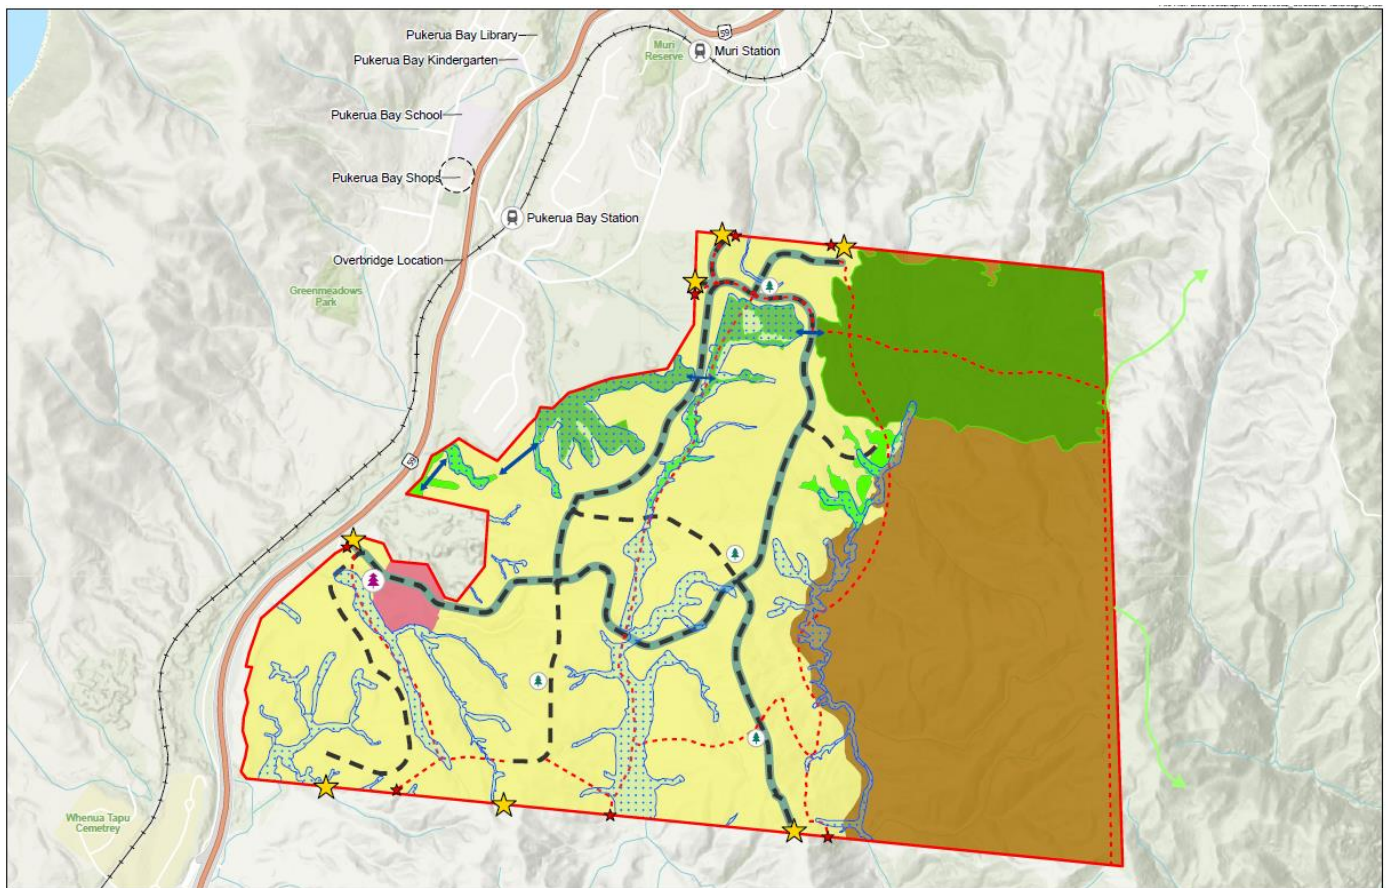 Pukerua Bay Library
59
Muri
Reserve
Muri Station
Pukerua Bay Kindergarten
Pukerua Bay School
Pukerua Bay Shops
Pukerua Bay Station
Overbridge Location
Greenmeadows
Park
59
Whenua Tapu
Cemetrey